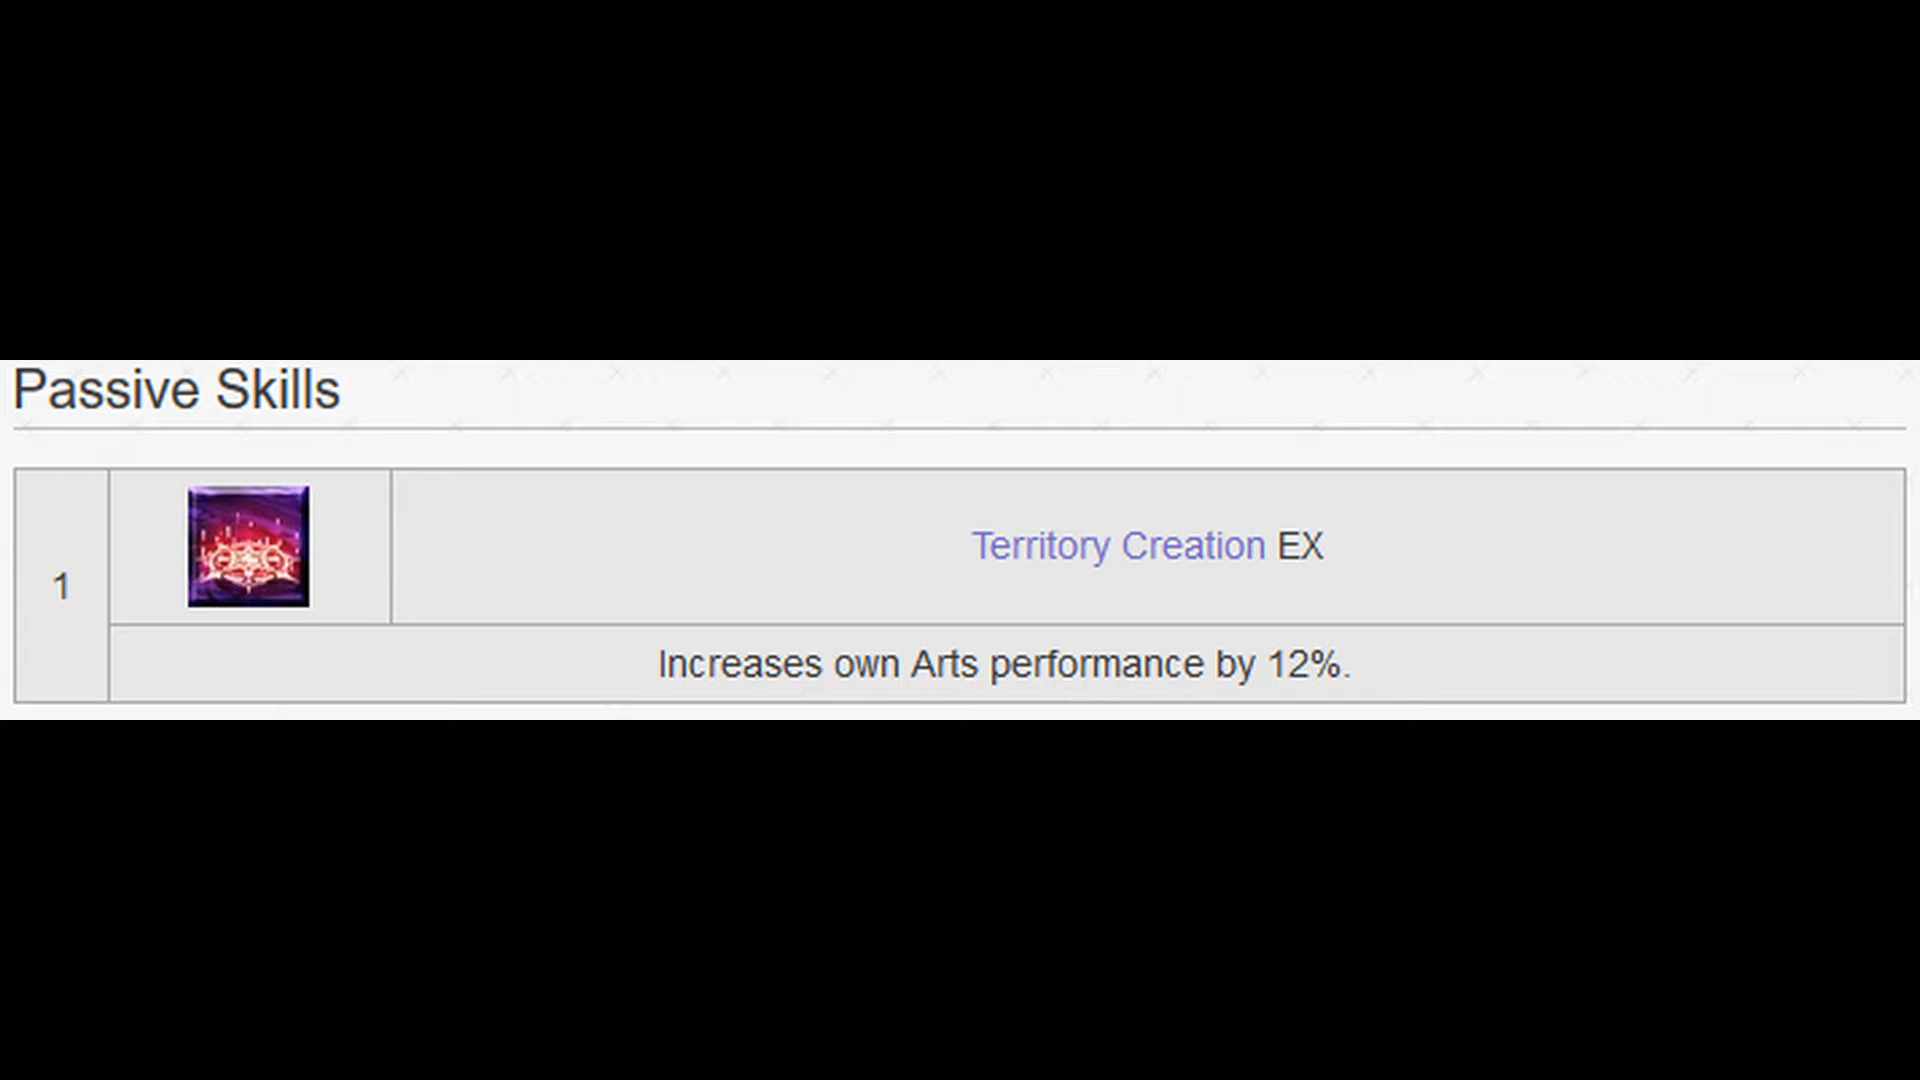 Passive Skills
1
Territory Creation EX
Increases own Arts performance by 12%.